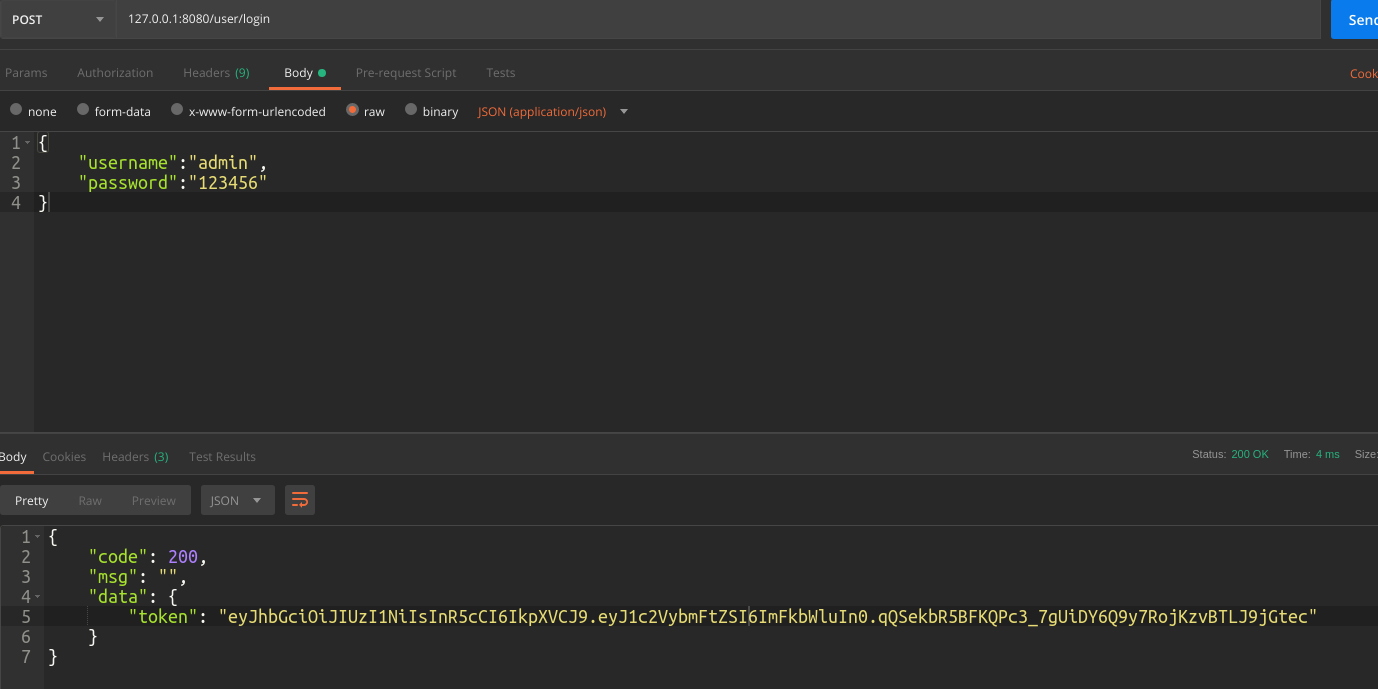 POST 127.0.0.1:8080/user/login Send
Params Authorization Headers (9) Body Pre-request Script Tests Cook
none form-data x-www-form-urlencoded raw binary JSON (application/json)
1 {
2 "username":"admin",
3 "password":"123456"
4 }
Body Cookies Headers (3) Test Results Status: 200 OK Time: 4 ms Size:
Pretty Raw Preview JSON
1 {
2 "code": 200,
3 "msg": "",
4 "data": {
5 "token": "eyJhbGciOiJIUzI1NiIsInR5cCI6IkpXVCJ9.eyJ1c2VybmFtZSI6ImFkbWluIn0.qQSekbR5BFKQPc3_7gUiDY6Q9y7RojKzvBTLJ9jGtec"
6 }
7 }